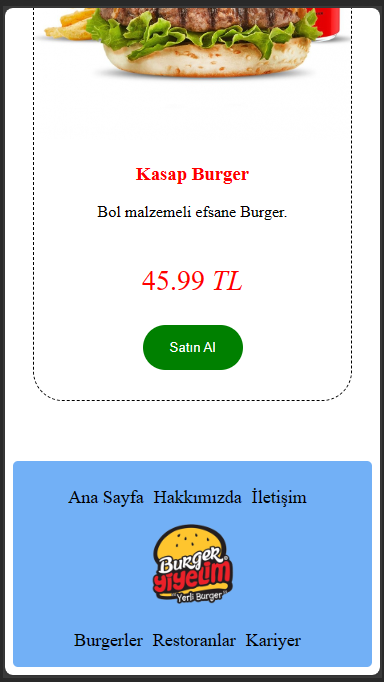 Kasap Burger
Bol malzemeli efsane Burger.
45.99 TL
Satın Al
Ana Sayfa Hakkımızda İletişim
Burger
yiyelim
Yerli Burger
Burgerler Restoranlar Kariyer